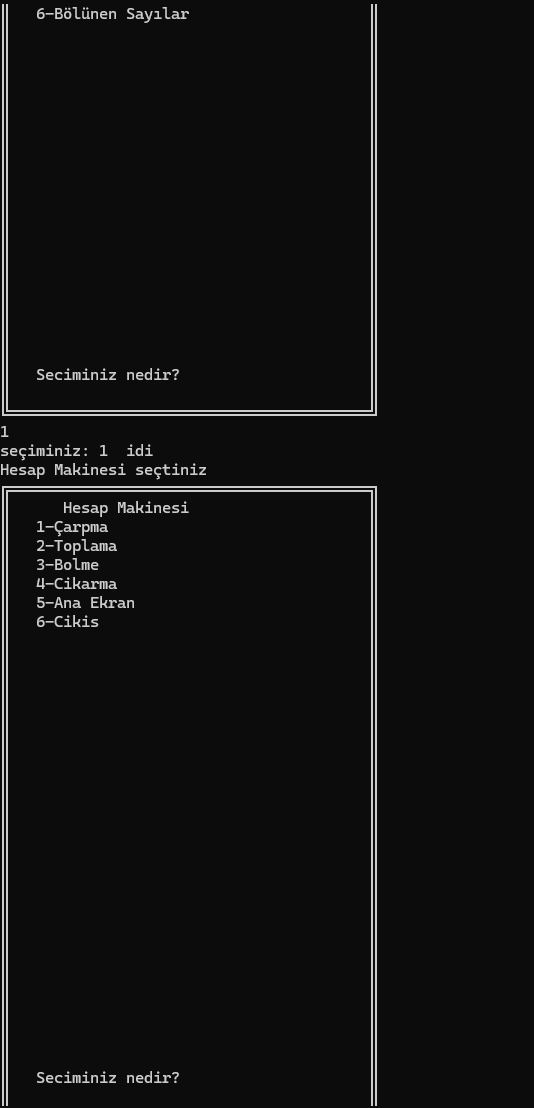 6-Bölünen Sayılar
Seciminiz nedir?
1
seçiminiz: 1  idi
Hesap Makinesi seçtiniz
Hesap Makinesi
1-Çarpma
2-Toplama
3-Bolme
4-Cikarma
5-Ana Ekran
6-Cikis
Seciminiz nedir?